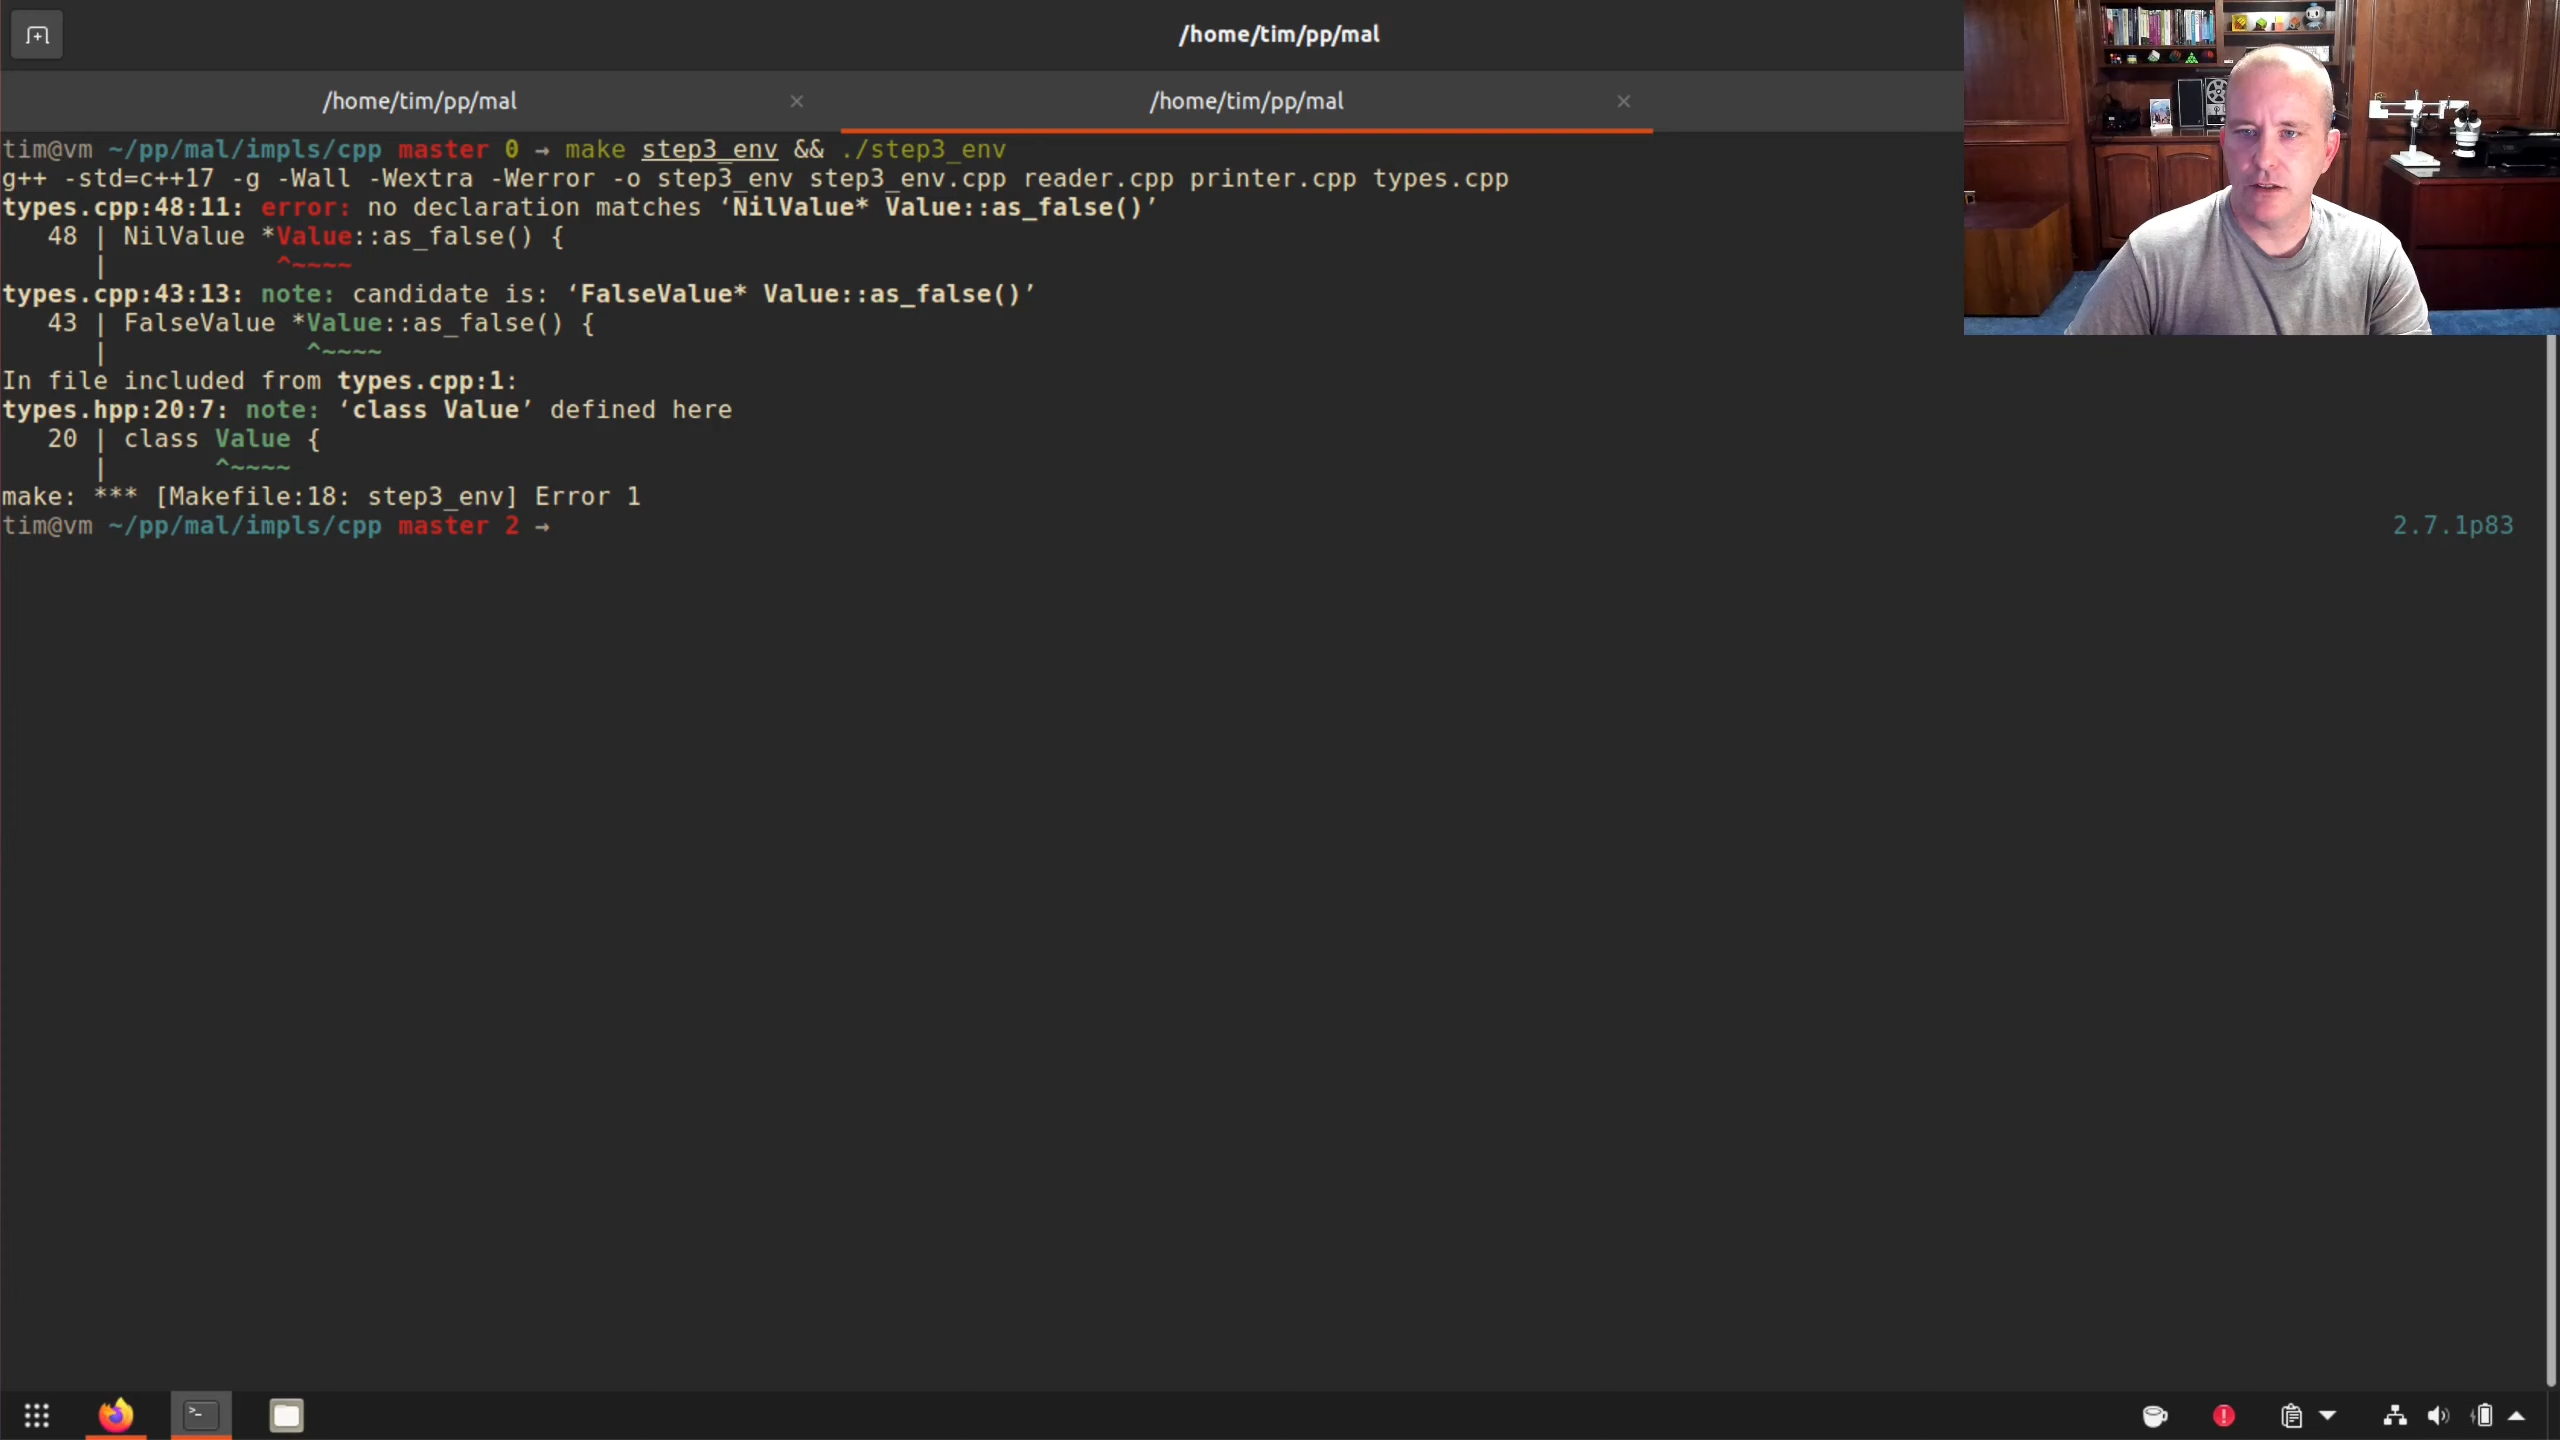 /home/tim/pp/mal
/home/tim/pp/mal × /home/tim/pp/mal ×
tim@vm ~/pp/mal/impls/cpp master 0 → make step3_env && ./step3_env
g++ -std=c++17 -g -Wall -Wextra -Werror -o step3_env step3_env.cpp reader.cpp printer.cpp types.cpp
types.cpp:48:11: error: no declaration matches ‘NilValue* Value::as_false()’
   48 | NilValue *Value::as_false() {
      |           ^~~~~
types.cpp:43:13: note: candidate is: ‘FalseValue* Value::as_false()’
   43 | FalseValue *Value::as_false() {
      |             ^~~~~
In file included from types.cpp:1:
types.hpp:20:7: note: ‘class Value’ defined here
   20 | class Value {
      |       ^~~~~
make: *** [Makefile:18: step3_env] Error 1
tim@vm ~/pp/mal/impls/cpp master 2 → 2.7.1p83